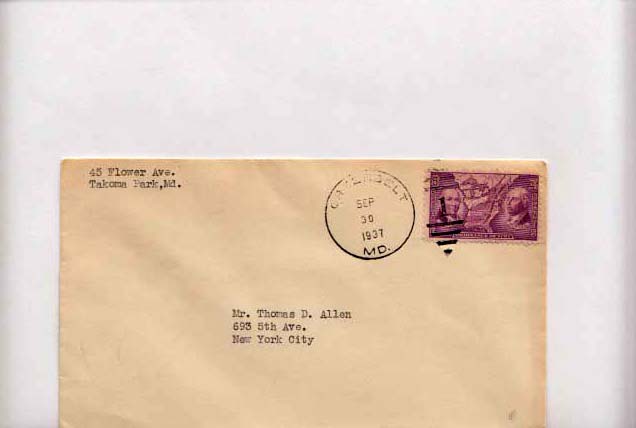 45 Flower Ave.
Takoma Park, Md.
GREENBELT
SEP
30
1937
MD.
1
Mr. Thomas D. Allen
693 5th Ave.
New York City